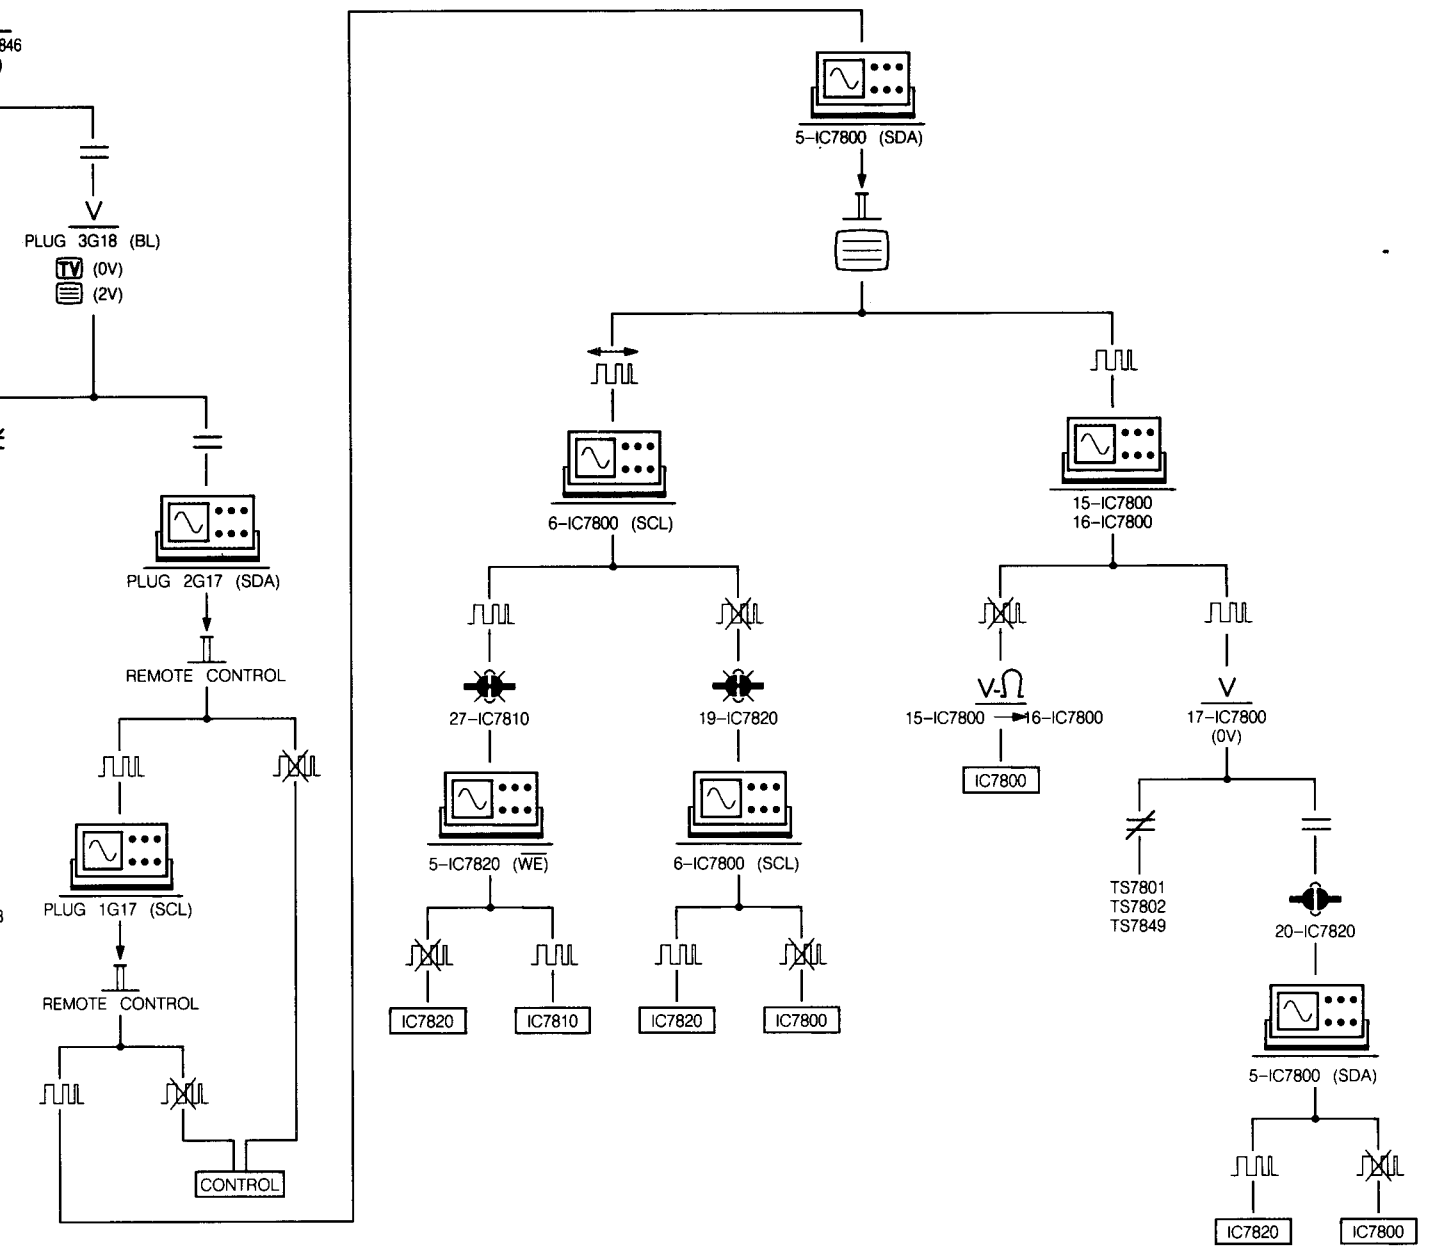 846
)
5-IC7800 (SDA)
V
PLUG 3G18 (BL)
TV (0V)
(2V)
6-IC7800 (SCL)
15-IC7800
16-IC7800
PLUG 2G17 (SDA)
REMOTE CONTROL
27-IC7810
19-IC7820
V-Ω
15-IC7800 → 16-IC7800
V
17-IC7800
(0V)
IC7800
5-IC7820 (W̅E̅)
6-IC7800 (SCL)
PLUG 1G17 (SCL)
TS7801
TS7802
TS7849
20-IC7820
REMOTE CONTROL
IC7820
IC7810
IC7820
IC7800
5-IC7800 (SDA)
CONTROL
IC7820
IC7800